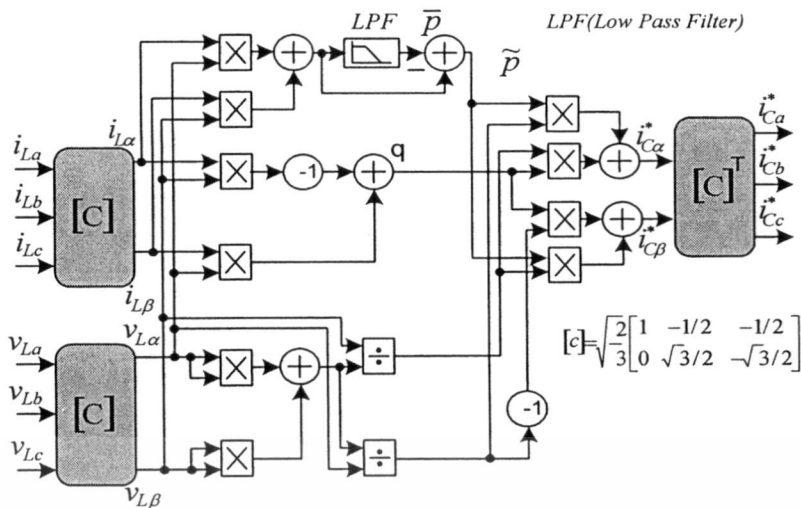 LPF p̅ LPF(Low Pass Filter)
× + + p̃
− i*Ca
× × i*Cα
iLα +
iLa q i*Cb
[C] × -1 + × [C]T
iLb
× + i*Cc
iLc × × i*Cβ
iLβ
vLα ÷ [c]=√2/3 [1 -1/2 -1/2
vLa × + 0 √3/2 -√3/2]
vLb [C] -1
vLc × ÷
vLβ